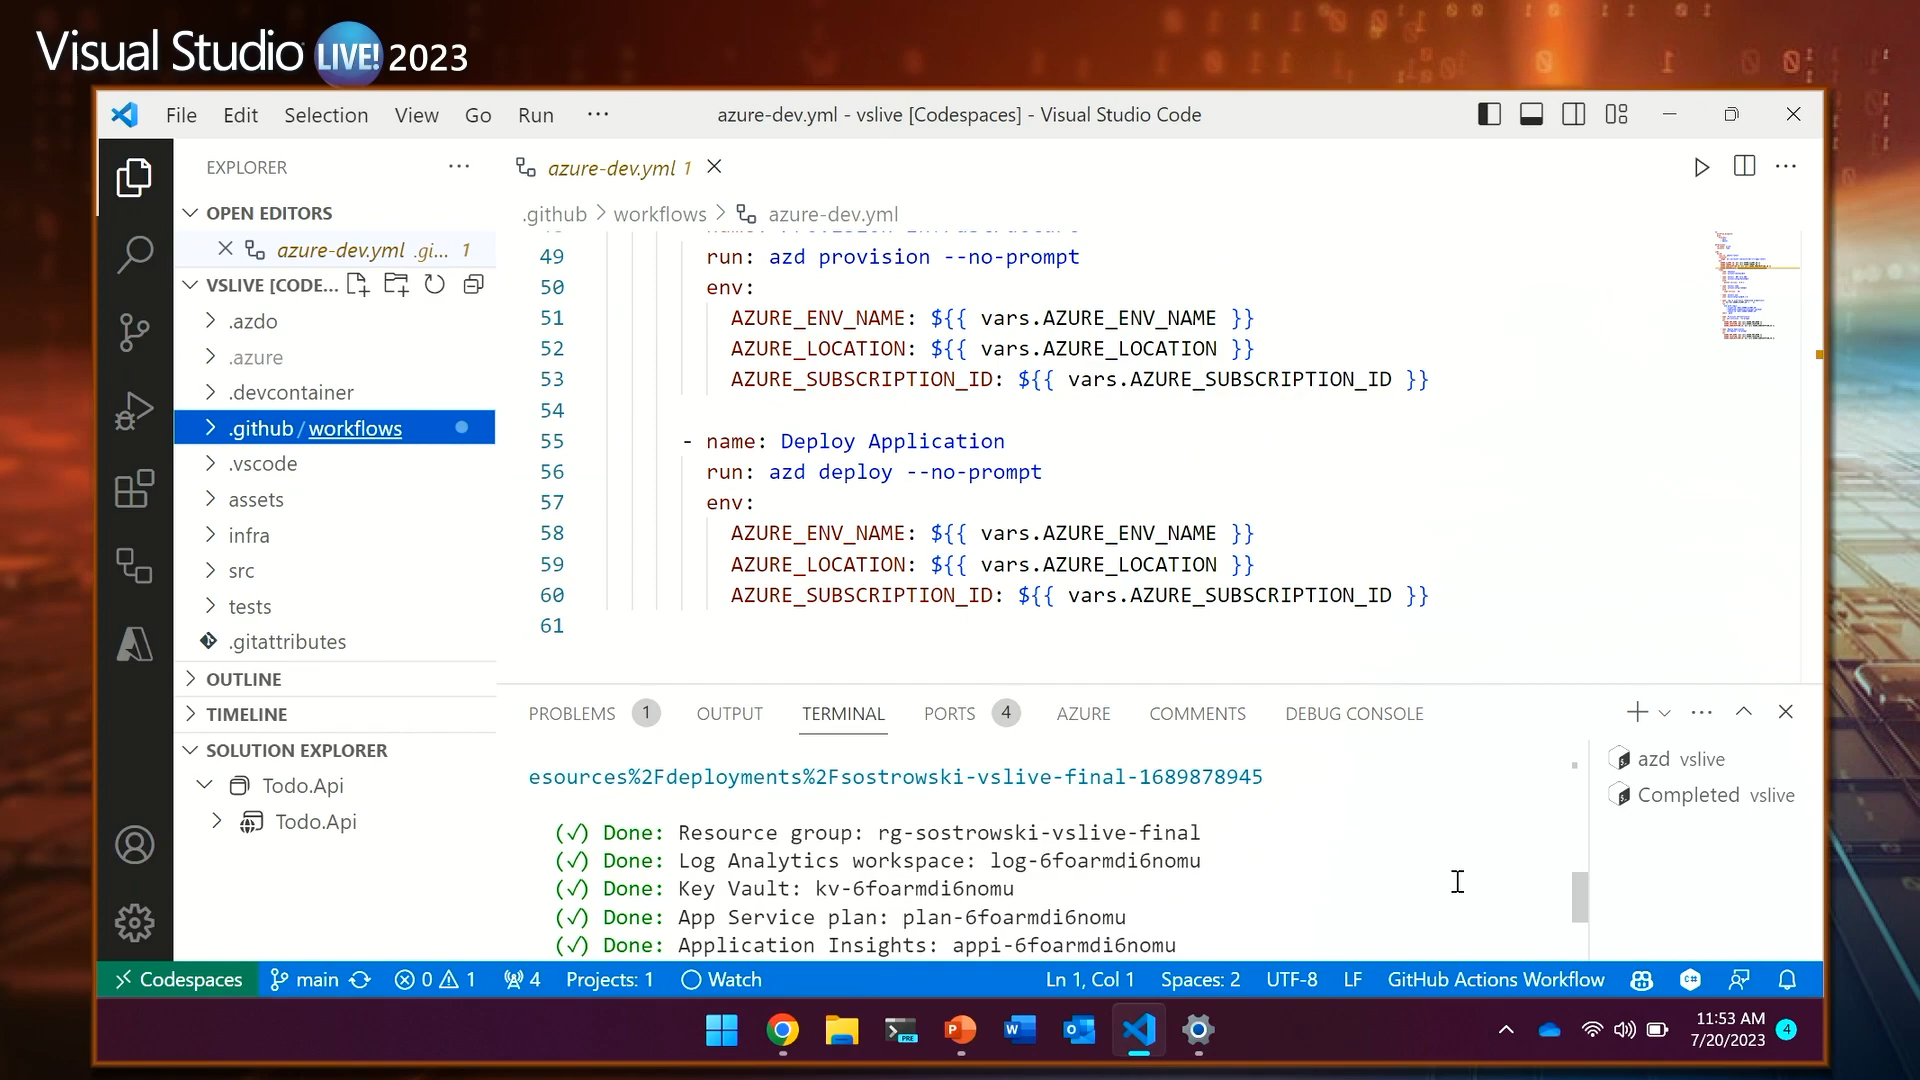 Visual Studio LIVE! 2023
File Edit Selection View Go Run ··· azure-dev.yml - vslive [Codespaces] - Visual Studio Code
EXPLORER ···
azure-dev.yml 1
OPEN EDITORS
azure-dev.yml .gi... 1
VSLIVE [CODE...
.azdo
.azure
.devcontainer
.github / workflows
.vscode
assets
infra
src
tests
.gitattributes
OUTLINE
TIMELINE
SOLUTION EXPLORER
Todo.Api
Todo.Api
.github > workflows > azure-dev.yml
49 run: azd provision --no-prompt
50 env:
51 AZURE_ENV_NAME: ${{ vars.AZURE_ENV_NAME }}
52 AZURE_LOCATION: ${{ vars.AZURE_LOCATION }}
53 AZURE_SUBSCRIPTION_ID: ${{ vars.AZURE_SUBSCRIPTION_ID }}
54
55 - name: Deploy Application
56 run: azd deploy --no-prompt
57 env:
58 AZURE_ENV_NAME: ${{ vars.AZURE_ENV_NAME }}
59 AZURE_LOCATION: ${{ vars.AZURE_LOCATION }}
60 AZURE_SUBSCRIPTION_ID: ${{ vars.AZURE_SUBSCRIPTION_ID }}
61
PROBLEMS 1 OUTPUT TERMINAL PORTS 4 AZURE COMMENTS DEBUG CONSOLE
esources%2Fdeployments%2Fsostrowski-vslive-final-1689878945
(✓) Done: Resource group: rg-sostrowski-vslive-final
(✓) Done: Log Analytics workspace: log-6foarmdi6nomu
(✓) Done: Key Vault: kv-6foarmdi6nomu
(✓) Done: App Service plan: plan-6foarmdi6nomu
(✓) Done: Application Insights: appi-6foarmdi6nomu
azd vslive
Completed vslive
Codespaces main 0 1 4 Projects: 1 Watch Ln 1, Col 1 Spaces: 2 UTF-8 LF GitHub Actions Workflow
11:53 AM
7/20/2023
4